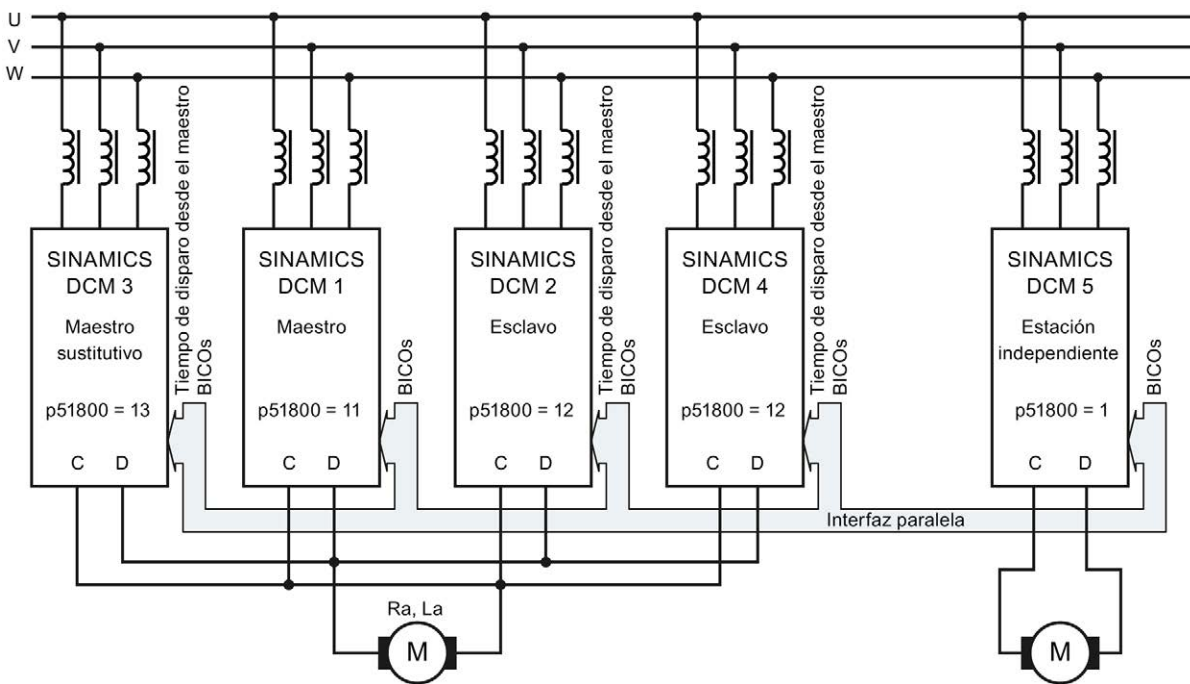 U
V
W
SINAMICS
DCM 3
Maestro
sustitutivo
p51800 = 13
C D
Tiempo de disparo desde el maestro
BICOs
SINAMICS
DCM 1
Maestro
p51800 = 11
C D
BICOs
SINAMICS
DCM 2
Esclavo
p51800 = 12
C D
Tiempo de disparo desde el maestro
BICOs
SINAMICS
DCM 4
Esclavo
p51800 = 12
C D
Tiempo de disparo desde el maestro
BICOs
SINAMICS
DCM 5
Estación
independiente
p51800 = 1
C D
BICOs
Interfaz paralela
Ra, La
M
M